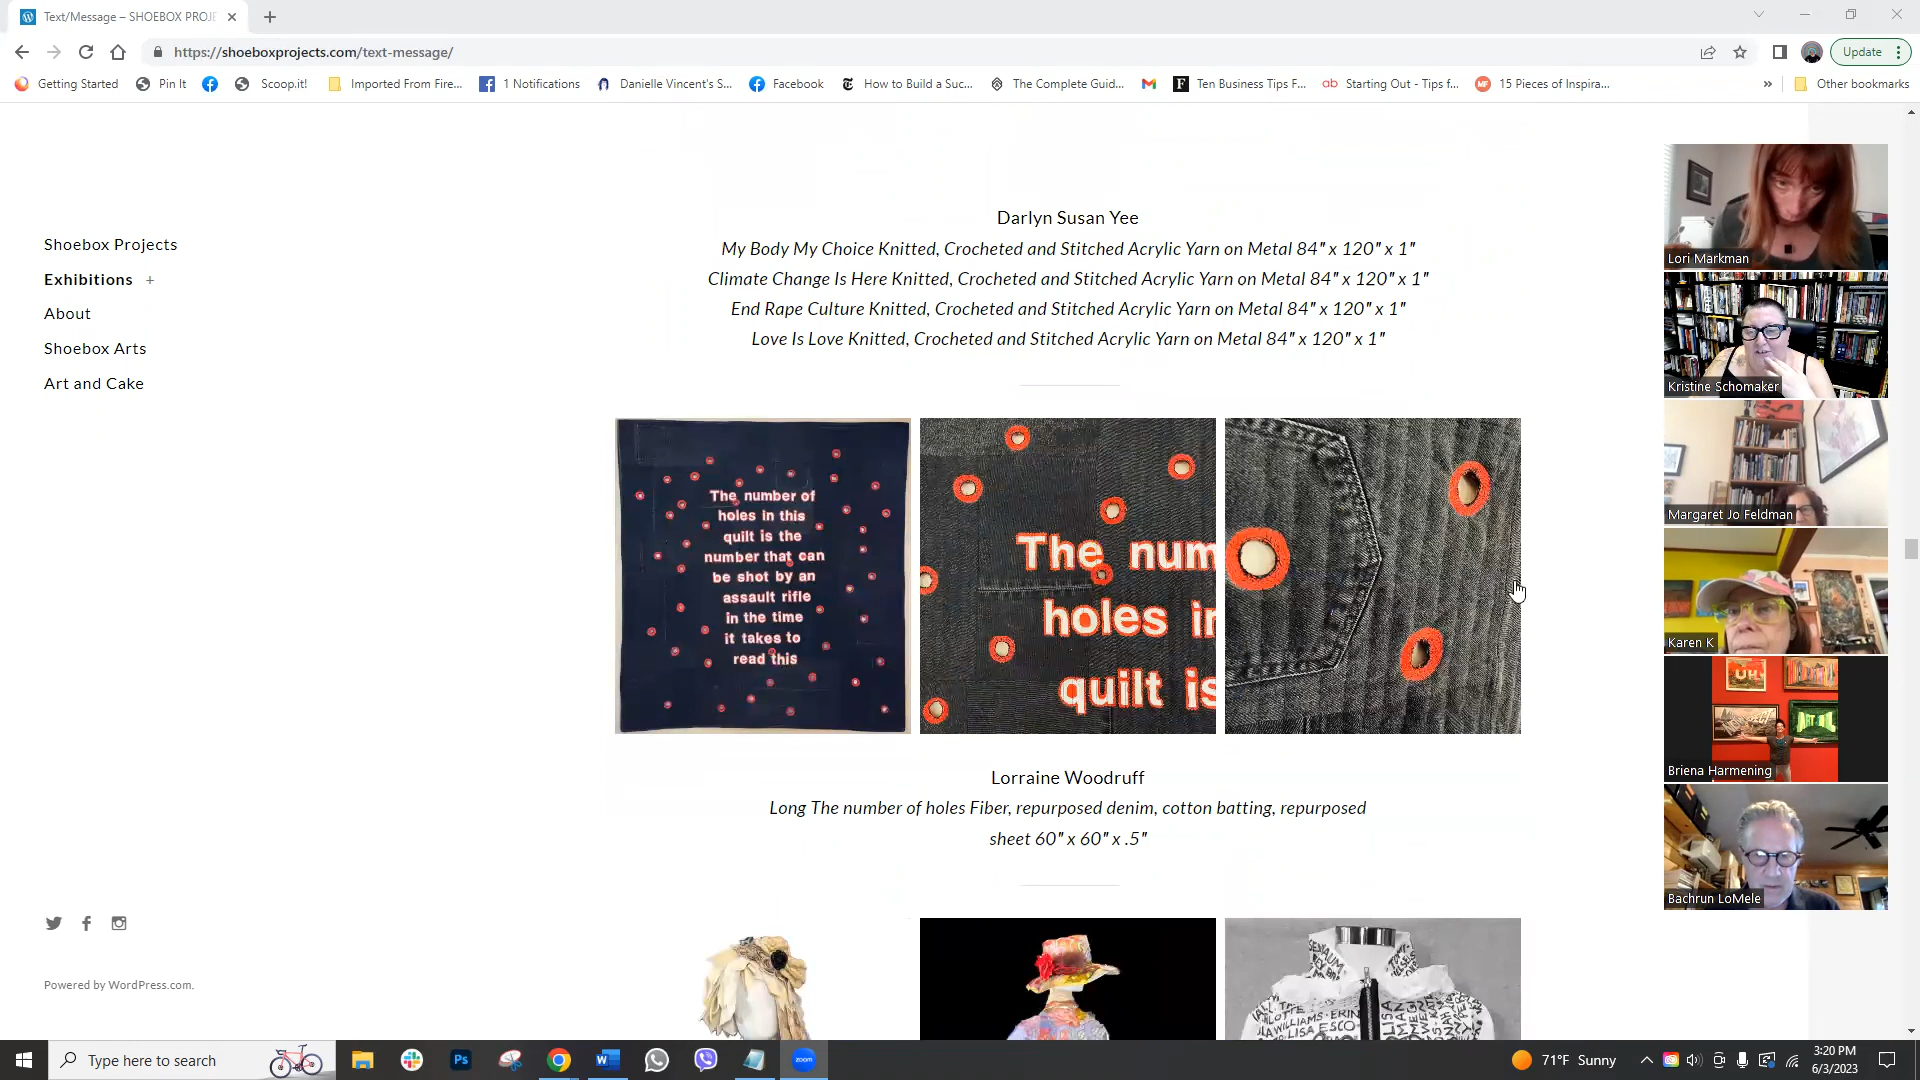 Text/Message – SHOEBOX PROJE
https://shoeboxprojects.com/text-message/
Update
Getting Started
Pin It
Scoop.it!
Imported From Fire...
1 Notifications
Danielle Vincent's S...
Facebook
How to Build a Suc...
The Complete Guid...
Ten Business Tips F...
ab
Starting Out - Tips f...
15 Pieces of Inspira...
Other bookmarks
Shoebox Projects
Exhibitions +
About
Shoebox Arts
Art and Cake
Darlyn Susan Yee
My Body My Choice Knitted, Crocheted and Stitched Acrylic Yarn on Metal 84" x 120" x 1"
Climate Change Is Here Knitted, Crocheted and Stitched Acrylic Yarn on Metal 84" x 120" x 1"
End Rape Culture Knitted, Crocheted and Stitched Acrylic Yarn on Metal 84" x 120" x 1"
Love Is Love Knitted, Crocheted and Stitched Acrylic Yarn on Metal 84" x 120" x 1"
The number of
holes in this
quilt is the
number that can
be shot by an
assault rifle
in the time
it takes to
read this
The num
holes in
quilt is
Lorraine Woodruff
Long The number of holes Fiber, repurposed denim, cotton batting, repurposed
sheet 60" x 60" x .5"
WILLIAMS·ERIN
LISA ESCO
Lori Markman
Kristine Schomaker
Margaret Jo Feldman
Karen K
UH
Briena Harmening
Bachrun LoMele
Powered by WordPress.com.
Type here to search
Ps
zoom
71°F Sunny
3:20 PM
6/3/2023